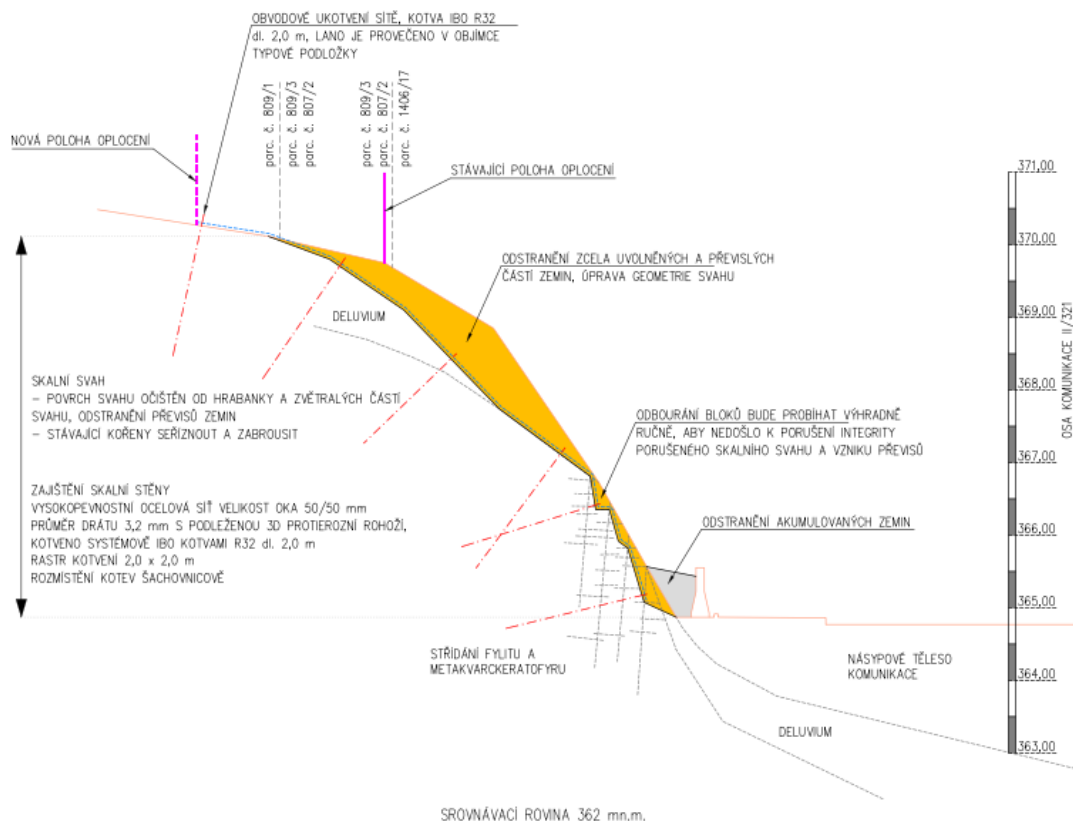 OBVODOVÉ UKOTVENÍ SÍTĚ, KOTVA IBO R32
dl. 2,0 m, LANO JE PROVEČENO V OBJÍMCE
TYPOVÉ PODLOŽKY
parc. č. 809/1
parc. č. 809/3
parc. č. 807/2
parc. č. 809/3
parc. č. 807/2
parc. č. 1406/17
NOVÁ POLOHA OPLOCENÍ
STÁVAJÍCÍ POLOHA OPLOCENÍ
371,00
370,00
369,00
368,00
367,00
366,00
365,00
364,00
363,00
OSA KOMUNIKACE II/321
ODSTRANĚNÍ ZCELA UVOLNĚNÝCH A PŘEVISLÝCH
ČÁSTÍ ZEMIN, ÚPRAVA GEOMETRIE SVAHU
DELUVIUM
SKALNÍ SVAH
– POVRCH SVAHU OČIŠTĚN OD HRABANKY A ZVĚTRALÝCH ČÁSTÍ
SVAHU, ODSTRANĚNÍ PŘEVISŮ ZEMIN
– STÁVAJÍCÍ KOŘENY SEŘÍZNOUT A ZABROUSIT
ODBOURÁNÍ BLOKŮ BUDE PROBÍHAT VÝHRADNĚ
RUČNĚ, ABY NEDOŠLO K PORUŠENÍ INTEGRITY
PORUŠENÉHO SKALNÍHO SVAHU A VZNIKU PŘEVISŮ
ZAJIŠTĚNÍ SKALNÍ STĚNY
VYSOKOPEVNOSTNÍ OCELOVÁ SÍŤ VELIKOST OKA 50/50 mm
PRŮMĚR DRÁTU 3,2 mm S PODLEŽENOU 3D PROTIEROZNÍ ROHOŽÍ,
KOTVENO SYSTÉMOVĚ IBO KOTVAMI R32 dl. 2,0 m
RASTR KOTVENÍ 2,0 x 2,0 m
ROZMÍSTĚNÍ KOTEV ŠACHOVNICOVĚ
ODSTRANĚNÍ AKUMULOVANÝCH ZEMIN
STŘÍDÁNÍ FYLITU A
METAKVARCKERATOFYRU
NÁSYPOVÉ TĚLESO
KOMUNIKACE
DELUVIUM
SROVNÁVACÍ ROVINA 362 mn.m.